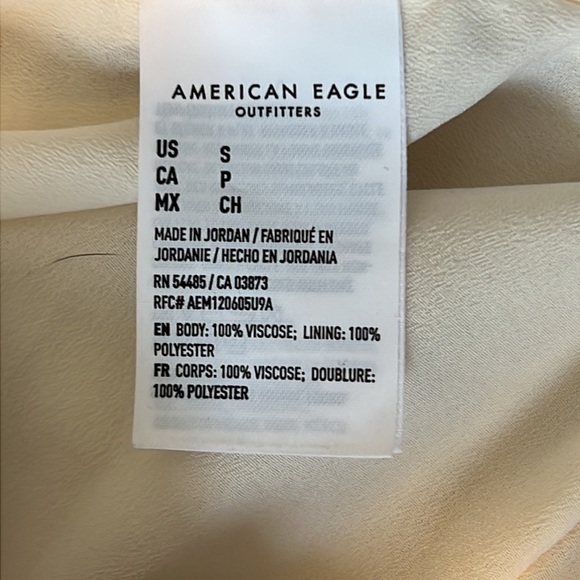 AMERICAN EAGLE
OUTFITTERS
US S
CA P
MX CH
MADE IN JORDAN / FABRIQUÉ EN
JORDANIE / HECHO EN JORDANIA
RN 54485 / CA 03873
RFC# AEM120605U9A
EN BODY: 100% VISCOSE; LINING: 100%
POLYESTER
FR CORPS: 100% VISCOSE; DOUBLURE:
100% POLYESTER